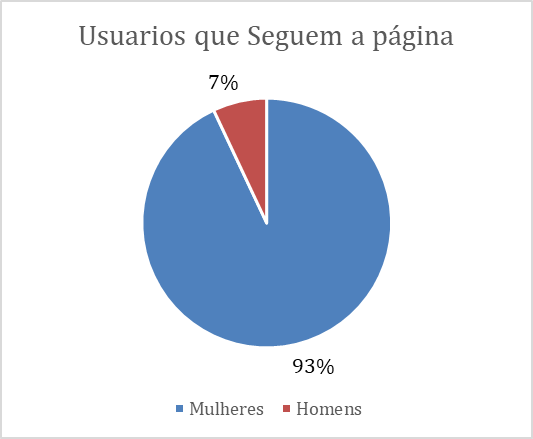 Usuarios que Seguem a página
7%
93%
Mulheres Homens